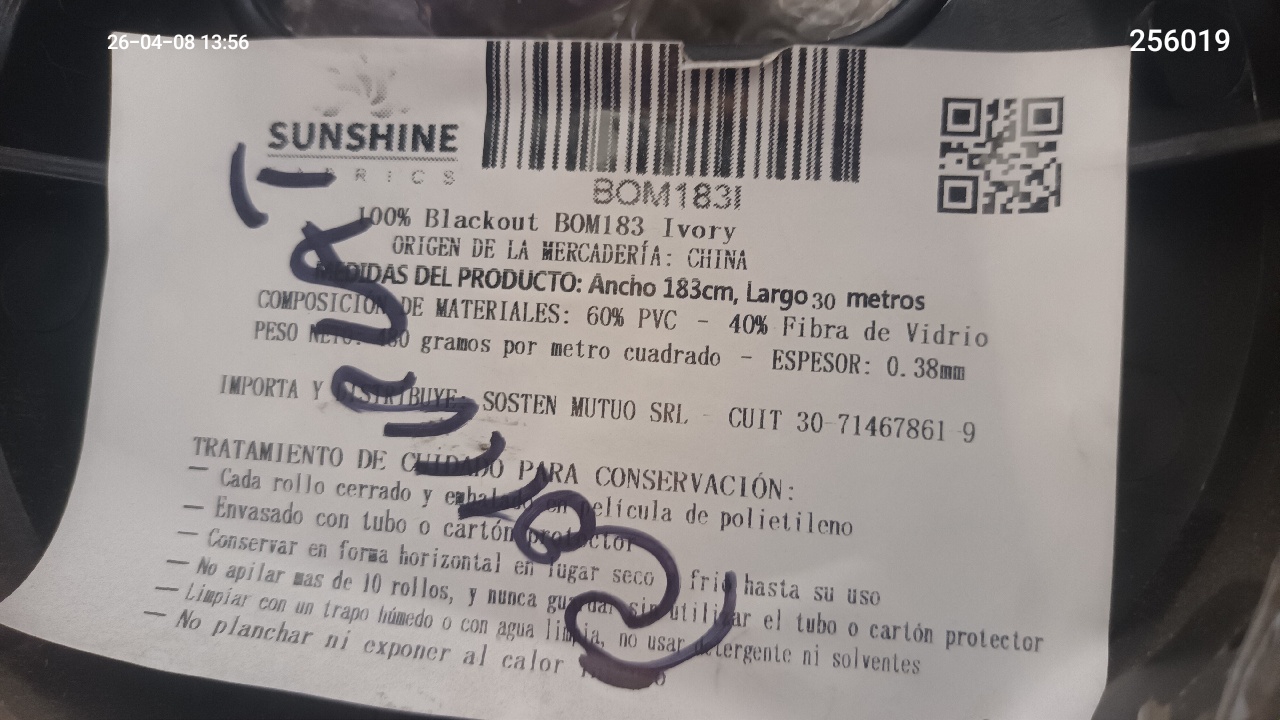 26-04-08 13:56
256019
SUNSHINE
BOM183I
100% Blackout BOM183 Ivory
ORIGEN DE LA MERCADERÍA: CHINA
MEDIDAS DEL PRODUCTO: Ancho 183cm, Largo 30 metros
COMPOSICIÓN DE MATERIALES: 60% PVC - 40% Fibra de Vidrio
PESO NETO: gramos por metro cuadrado - ESPESOR: 0.38mm
IMPORTA Y DISTRIBUYE: SOSTEN MUTUO SRL - CUIT 30-71467861-9
TRATAMIENTO DE CUIDADO PARA CONSERVACIÓN:
- Cada rollo cerrado y embalado en película de polietileno
- Envasado con tubo o cartón protector
- Conservar en forma horizontal en lugar seco frio hasta su uso
- No apilar mas de 10 rollos, y nunca guardar sin utilizar el tubo o cartón protector
- Limpiar con un trapo húmedo o con agua limpia, no usar detergente ni solventes
- No planchar ni exponer al calor